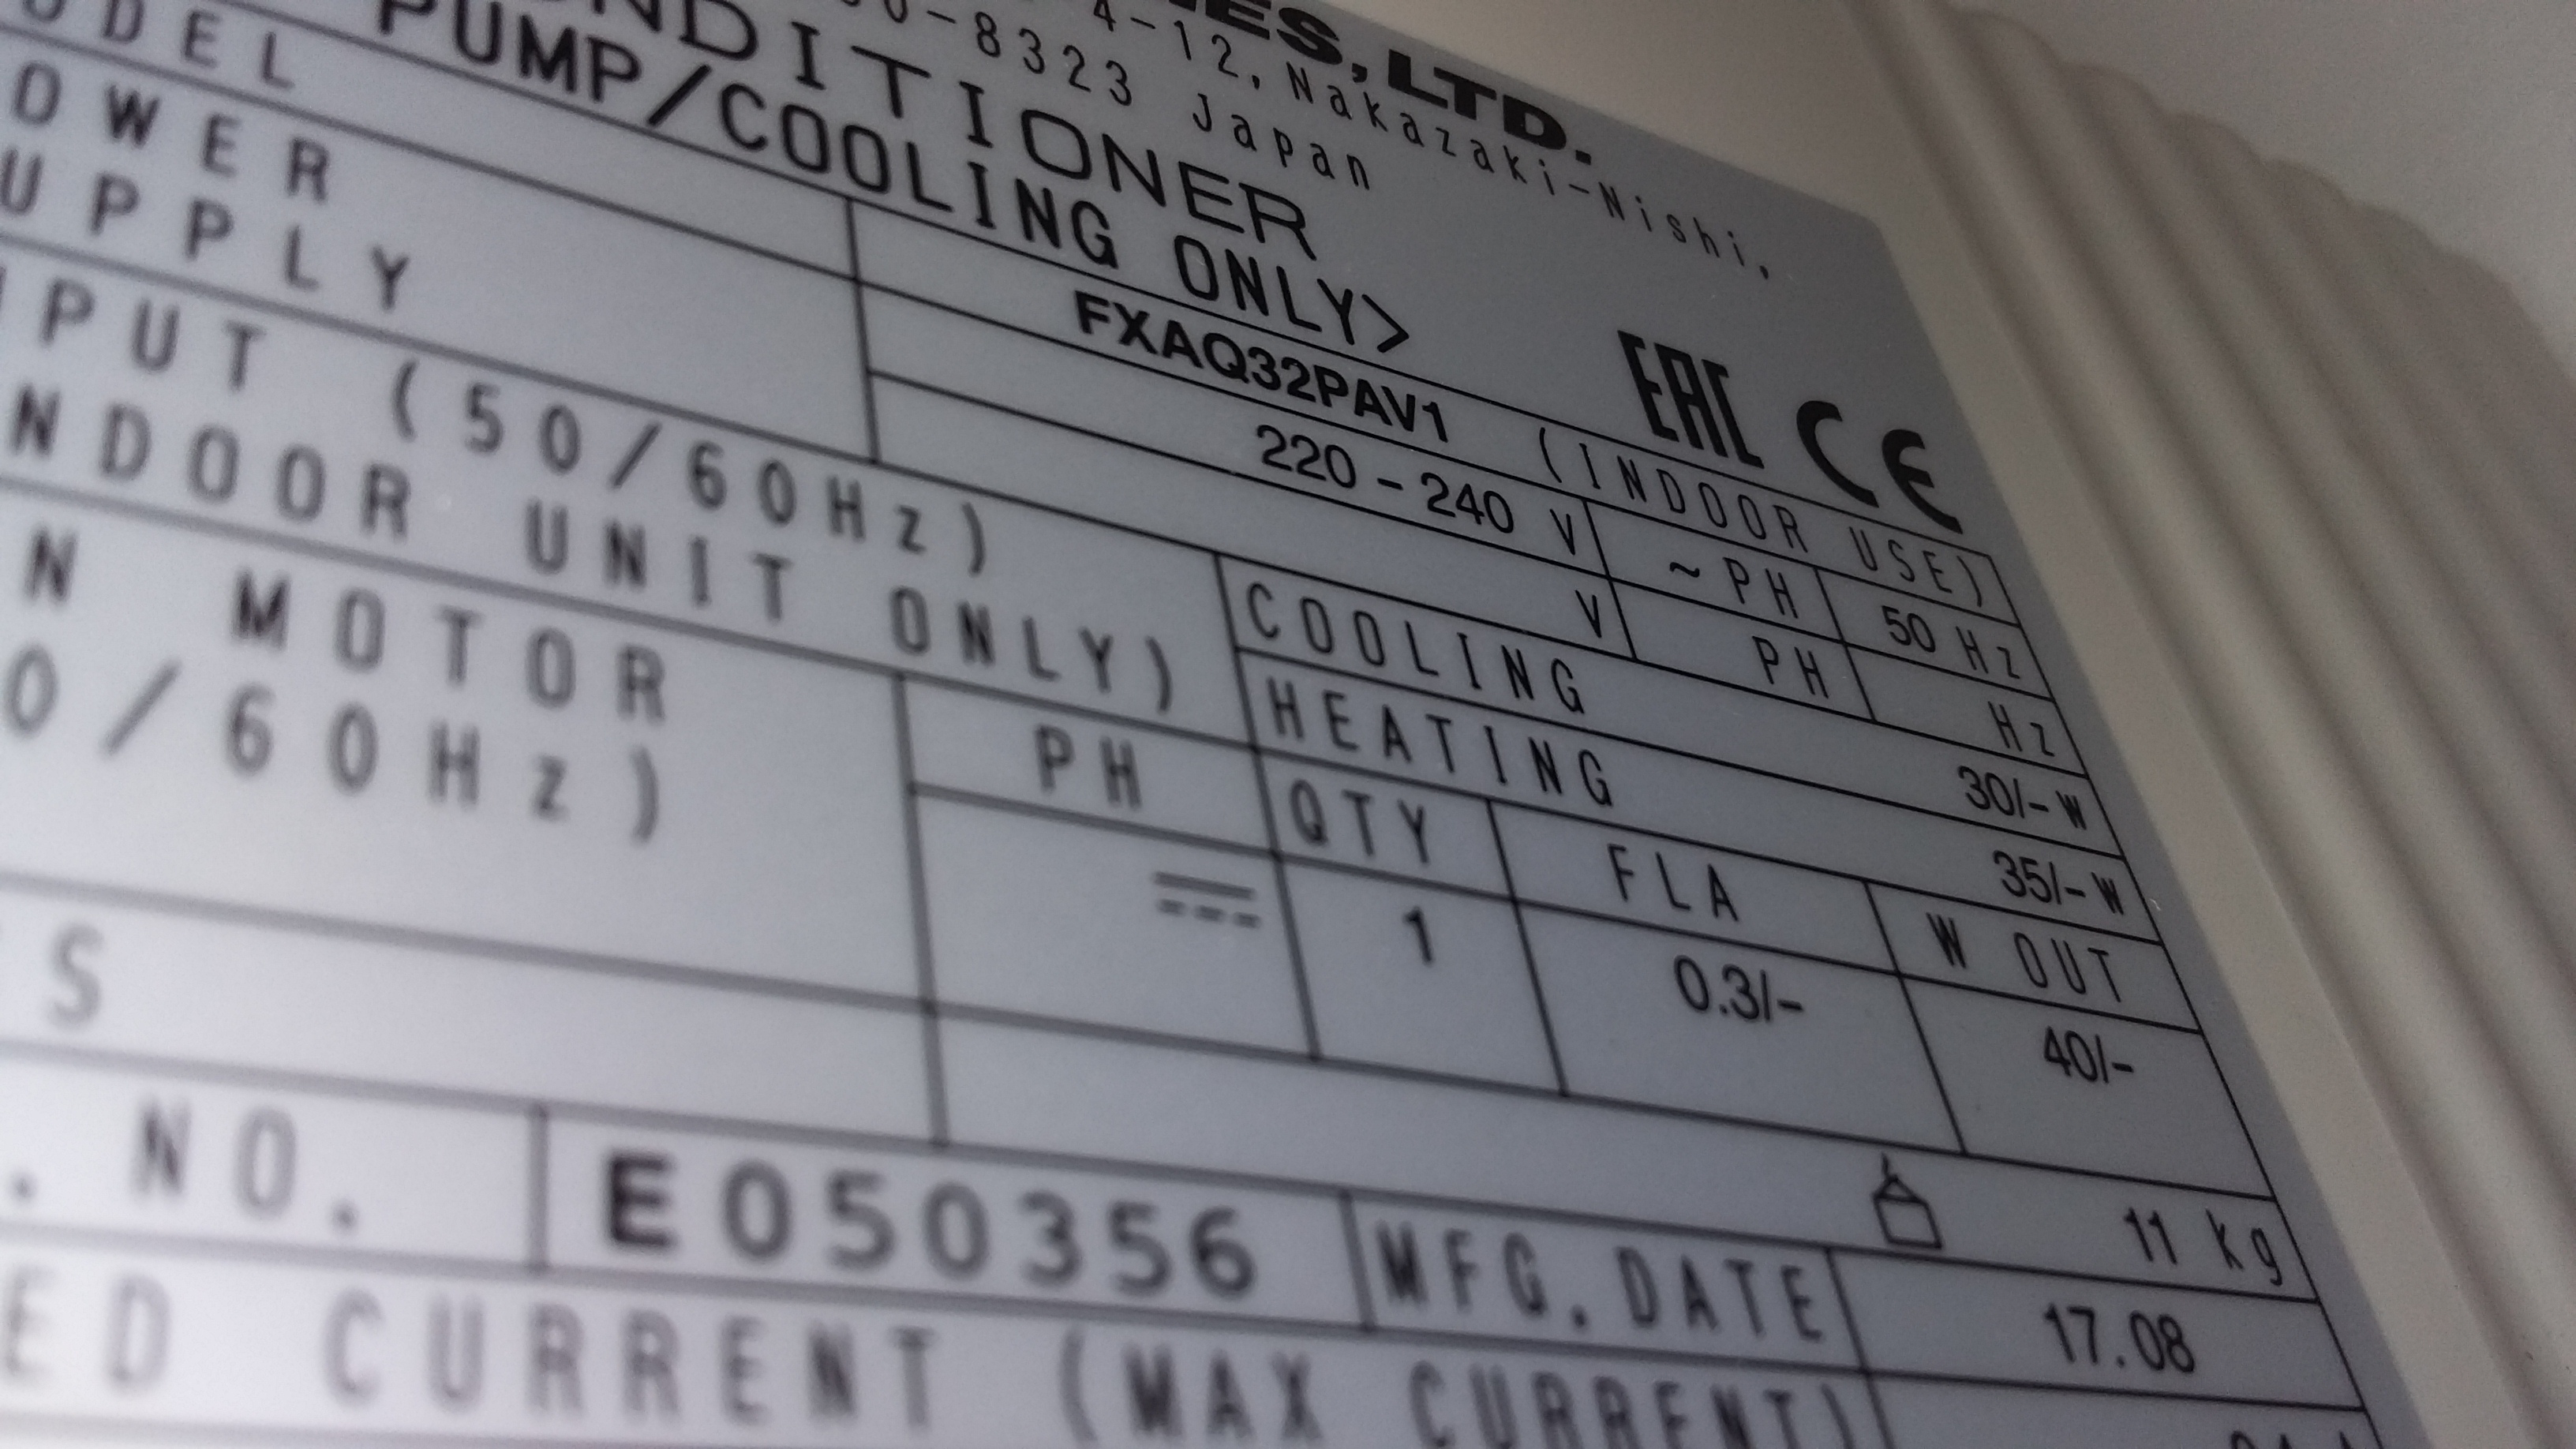 ES,LTD.
4-12, Nakazaki-Nishi,
0-8323 Japan
NDITIONER
PUMP/COOLING ONLY>
EAC CE
ODEL FXAQ32PAV1 (INDOOR USE)
OWER 220-240 V ~PH 50 Hz
UPPLY V PH Hz
PUT (50/60Hz) COOLING 30/- W
NDOOR UNIT ONLY) HEATING 35/- W
N MOTOR PH QTY FLA W OUT
0/60Hz) 1 0.3/- 40/-
S 11 kg
. NO. E050356 MFG.DATE 17.08
ED CURRENT (MAX CURRENT)